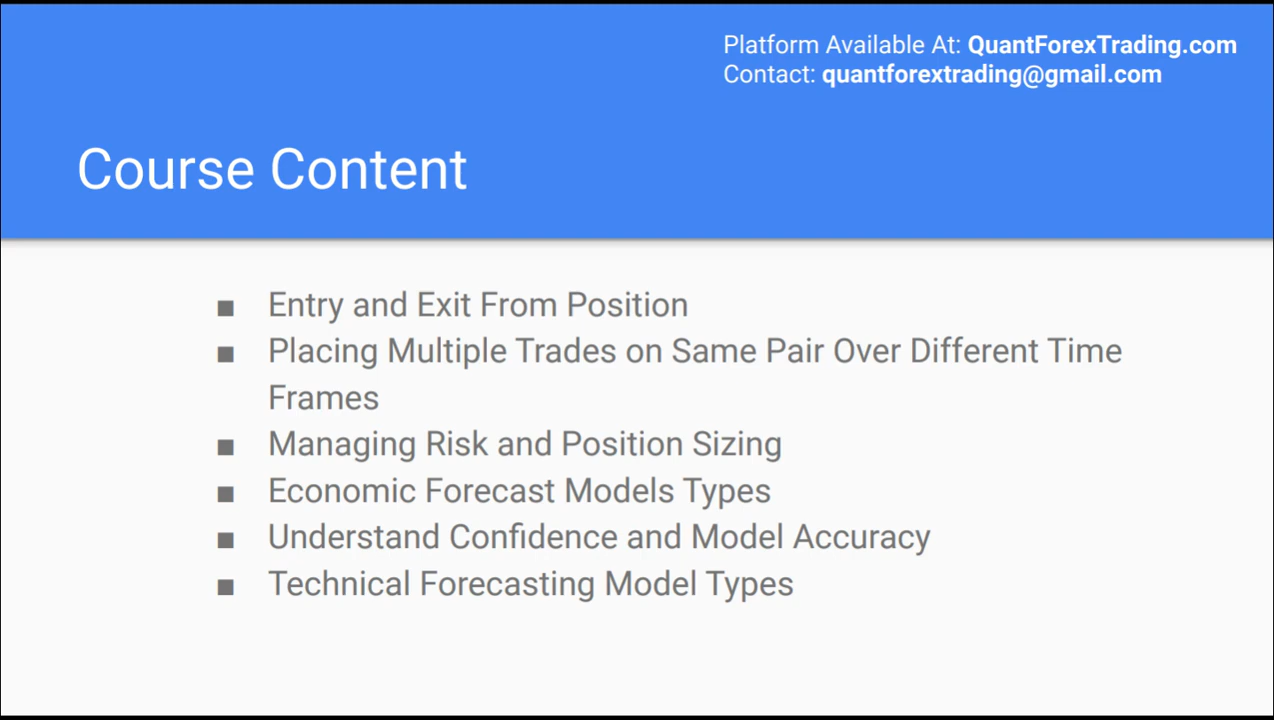 Platform Available At: QuantForexTrading.com
Contact: quantforextrading@gmail.com
Course Content
■ Entry and Exit From Position
■ Placing Multiple Trades on Same Pair Over Different Time
Frames
■ Managing Risk and Position Sizing
■ Economic Forecast Models Types
■ Understand Confidence and Model Accuracy
■ Technical Forecasting Model Types